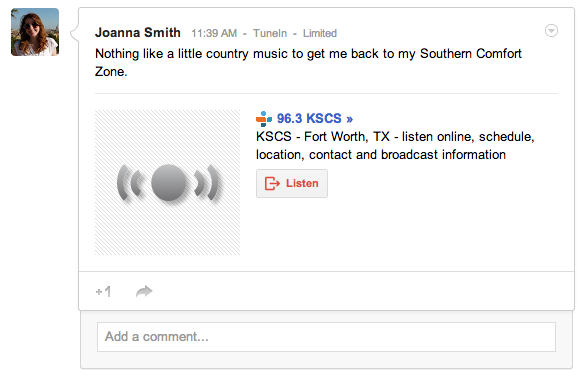 Joanna Smith 11:39 AM - TuneIn - Limited
Nothing like a little country music to get me back to my Southern Comfort
Zone.
96.3 KSCS »
KSCS - Fort Worth, TX - listen online, schedule,
location, contact and broadcast information
Listen
+1
Add a comment...